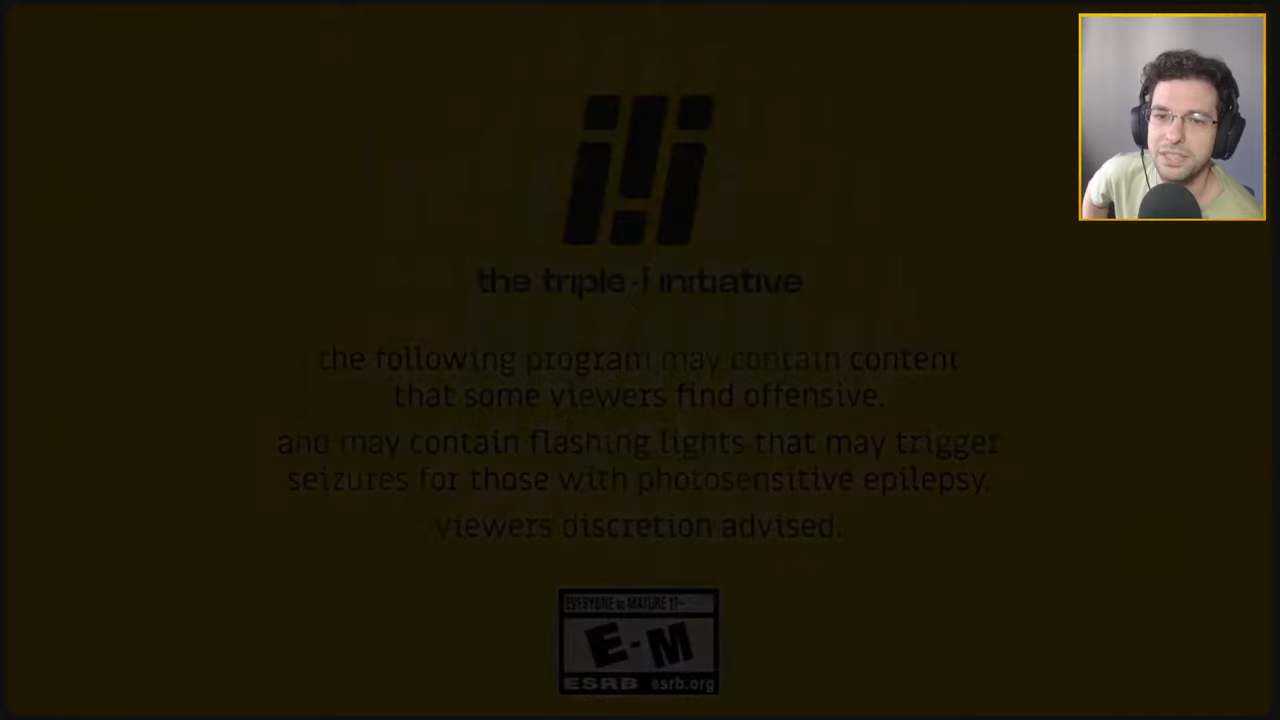 the triple-i initiative
the following program may contain content
that some viewers find offensive.
and may contain flashing lights that may trigger
seizures for those with photosensitive epilepsy.
viewers discretion advised.
EVERYONE to MATURE 17+
E-M
ESRB esrb.org